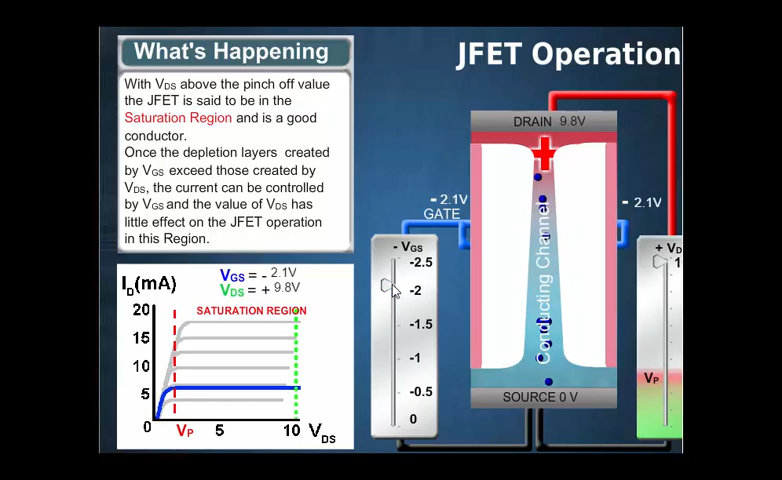 What's Happening
JFET Operation
With VDS above the pinch off value
the JFET is said to be in the
Saturation Region and is a good
conductor.
Once the depletion layers created
by VGS exceed those created by
VDS, the current can be controlled
by VGS and the value of VDS has
little effect on the JFET operation
in this Region.
DRAIN 9.8V
- 2.1V
GATE
- 2.1V
Conducting Channel
SOURCE 0 V
- VGS
-2.5
-2
-1.5
-1
-0.5
0
+ VD
1
VP
VGS = - 2.1V
VDS = + 9.8V
ID(mA)
SATURATION REGION
20
15
10
5
0
VP
5
10
VDS